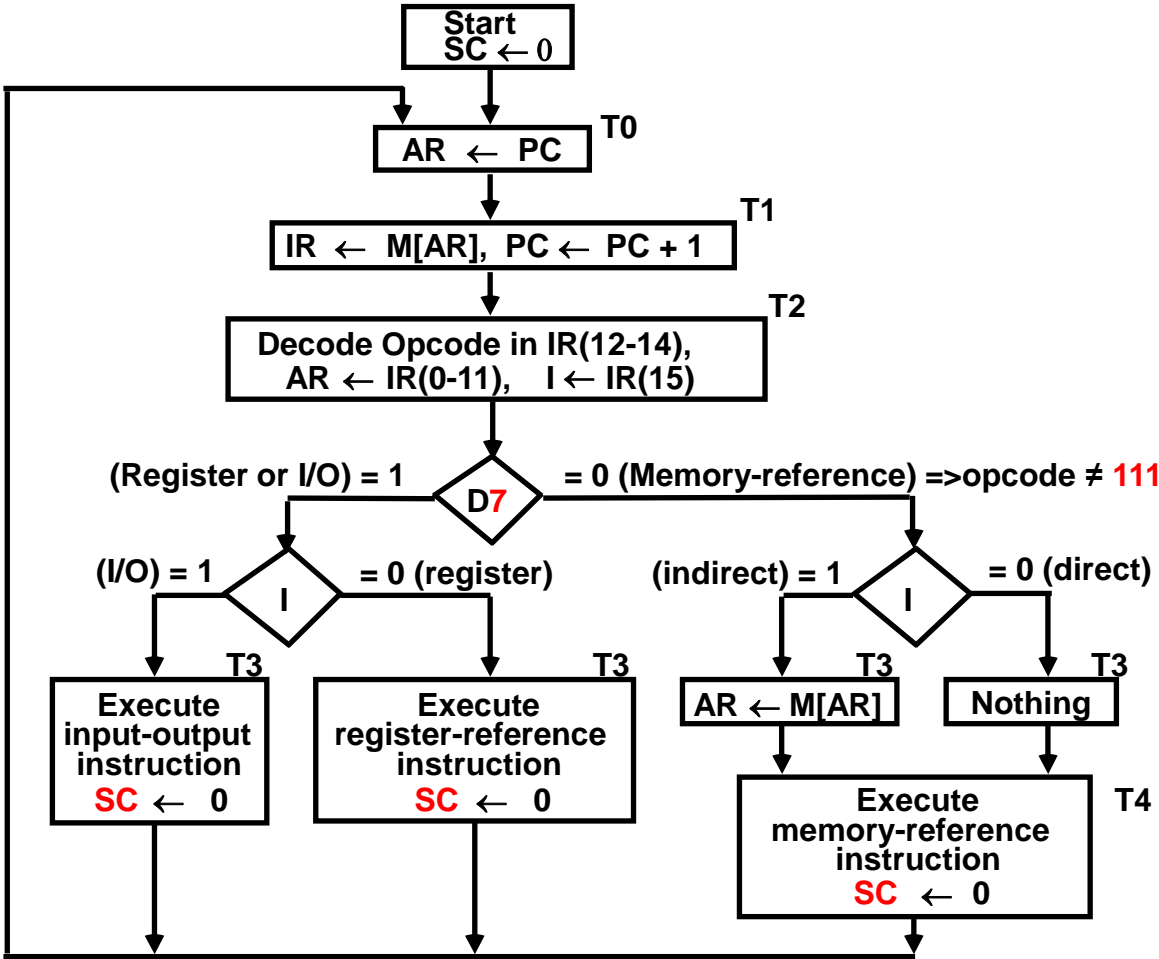 Start
SC ← 0
T0
AR ← PC
T1
IR ← M[AR], PC ← PC + 1
T2
Decode Opcode in IR(12-14),
AR ← IR(0-11), I ← IR(15)
(Register or I/O) = 1
D7
= 0 (Memory-reference) =>opcode ≠ 111
(I/O) = 1
I
= 0 (register)
(indirect) = 1
I
= 0 (direct)
T3
Execute
input-output
instruction
SC ← 0
T3
Execute
register-reference
instruction
SC ← 0
T3
AR ← M[AR]
T3
Nothing
T4
Execute
memory-reference
instruction
SC ← 0